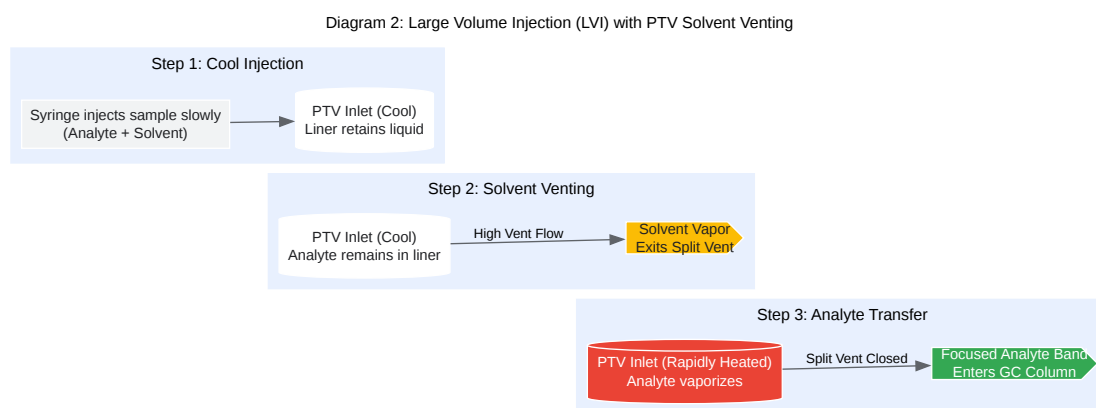 Diagram 2: Large Volume Injection (LVI) with PTV Solvent Venting
Step 1: Cool Injection
Syringe injects sample slowly
(Analyte + Solvent)
PTV Inlet (Cool)
Liner retains liquid
Step 2: Solvent Venting
PTV Inlet (Cool)
Analyte remains in liner
High Vent Flow
Solvent Vapor
Exits Split Vent
Step 3: Analyte Transfer
PTV Inlet (Rapidly Heated)
Analyte vaporizes
Split Vent Closed
Focused Analyte Band
Enters GC Column